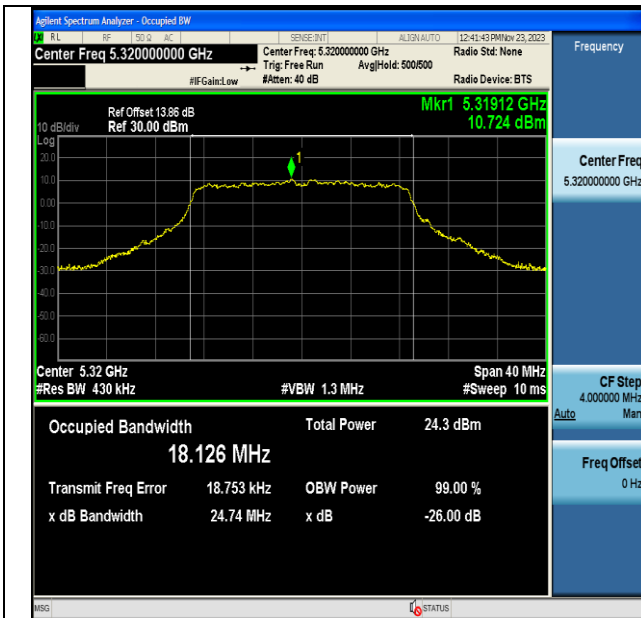 Agilent Spectrum Analyzer - Occupied BW
RL RF 50 Ω AC SENSE:INT ALIGN AUTO 12:41:43 PM Nov 23, 2023
Center Freq 5.320000000 GHz
Center Freq: 5.320000000 GHz
Radio Std: None
Trig: Free Run Avg|Hold: 500/500
#IFGain:Low
#Atten: 40 dB
Radio Device: BTS
Ref Offset 13.86 dB
10 dB/div Ref 30.00 dBm
Mkr1 5.31912 GHz
10.724 dBm
Log
20.0
10.0
0.00
-10.0
-20.0
-30.0
-40.0
-50.0
-60.0
1
Center 5.32 GHz
Span 40 MHz
#Res BW 430 kHz
#VBW 1.3 MHz
#Sweep 10 ms
Occupied Bandwidth
18.126 MHz
Total Power 24.3 dBm
Transmit Freq Error 18.753 kHz
OBW Power 99.00 %
x dB Bandwidth 24.74 MHz
x dB -26.00 dB
Frequency
Center Freq
5.320000000 GHz
CF Step
4.000000 MHz
Auto Man
Freq Offset
0 Hz
MSG
STATUS